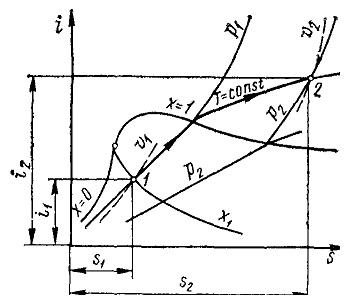 i
p₁
v₂
T=const
2
x=1
p₂
v₁
p₂
i₂
x=0
1
i₁
x₁
s
s₁
s₂